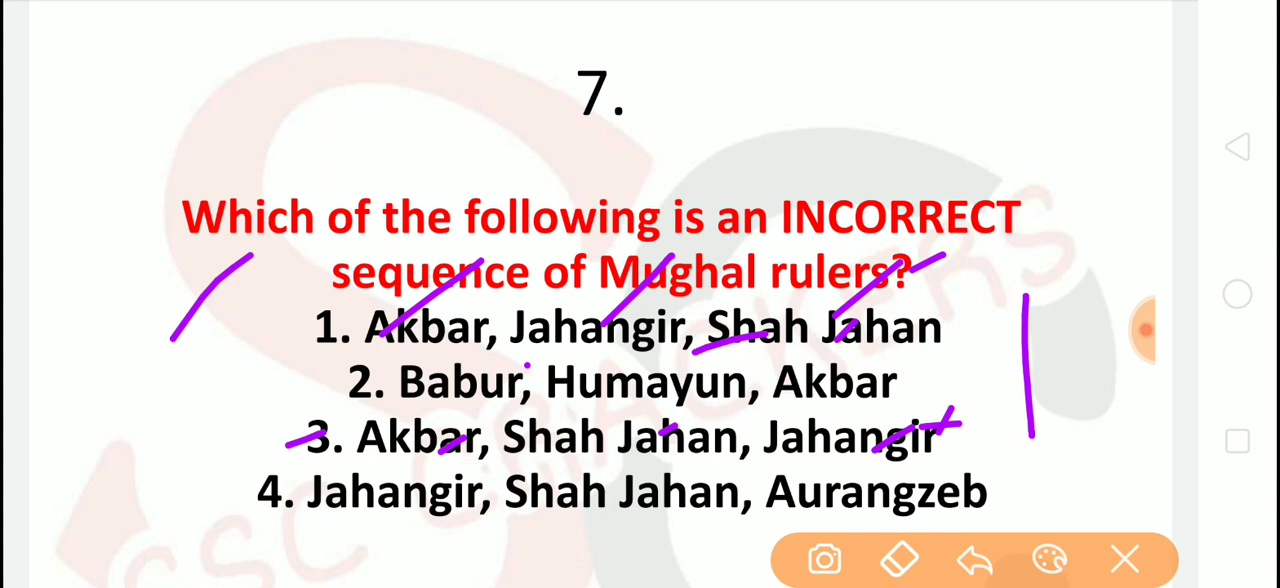 7.
Which of the following is an INCORRECT
sequence of Mughal rulers?
1. Akbar, Jahangir, Shah Jahan
2. Babur, Humayun, Akbar
3. Akbar, Shah Jahan, Jahangir
4. Jahangir, Shah Jahan, Aurangzeb